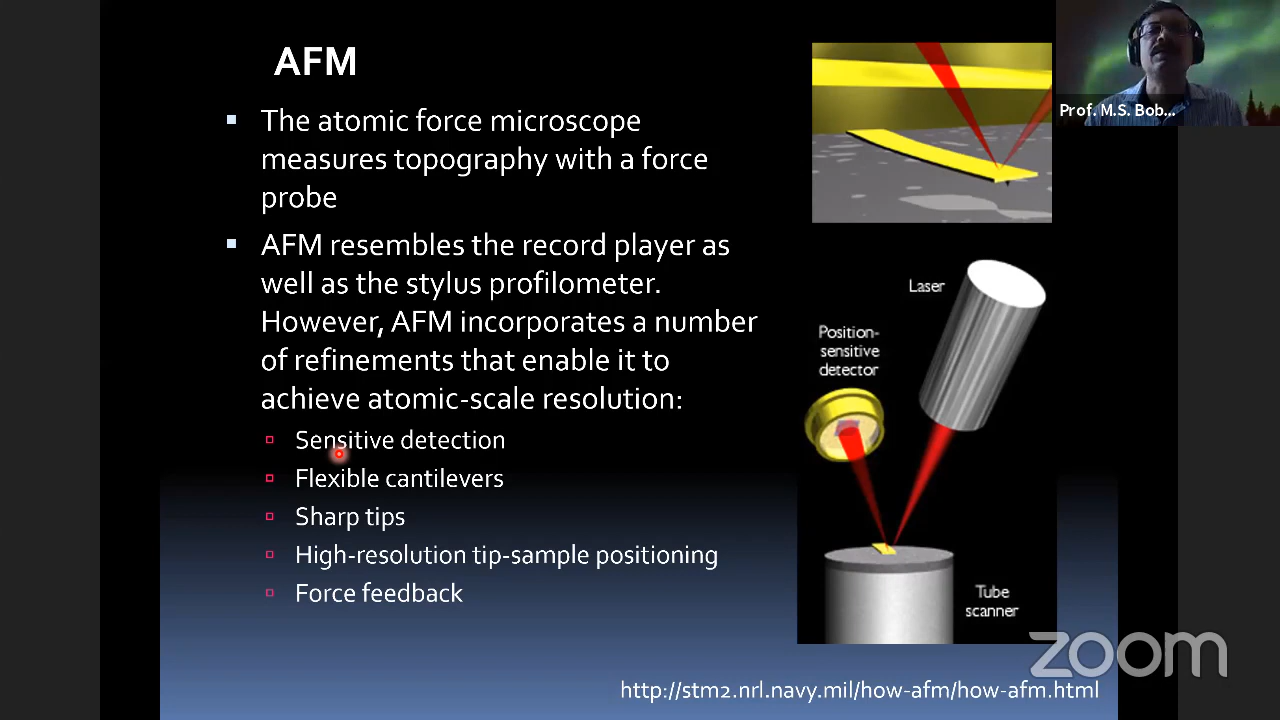 AFM
The atomic force microscope
measures topography with a force
probe
AFM resembles the record player as
well as the stylus profilometer.
However, AFM incorporates a number
of refinements that enable it to
achieve atomic-scale resolution:
Sensitive detection
Flexible cantilevers
Sharp tips
High-resolution tip-sample positioning
Force feedback
Prof. M.S. Bob...
Laser
Position-
sensitive
detector
Tube
scanner
zoom
http://stm2.nrl.navy.mil/how-afm/how-afm.html